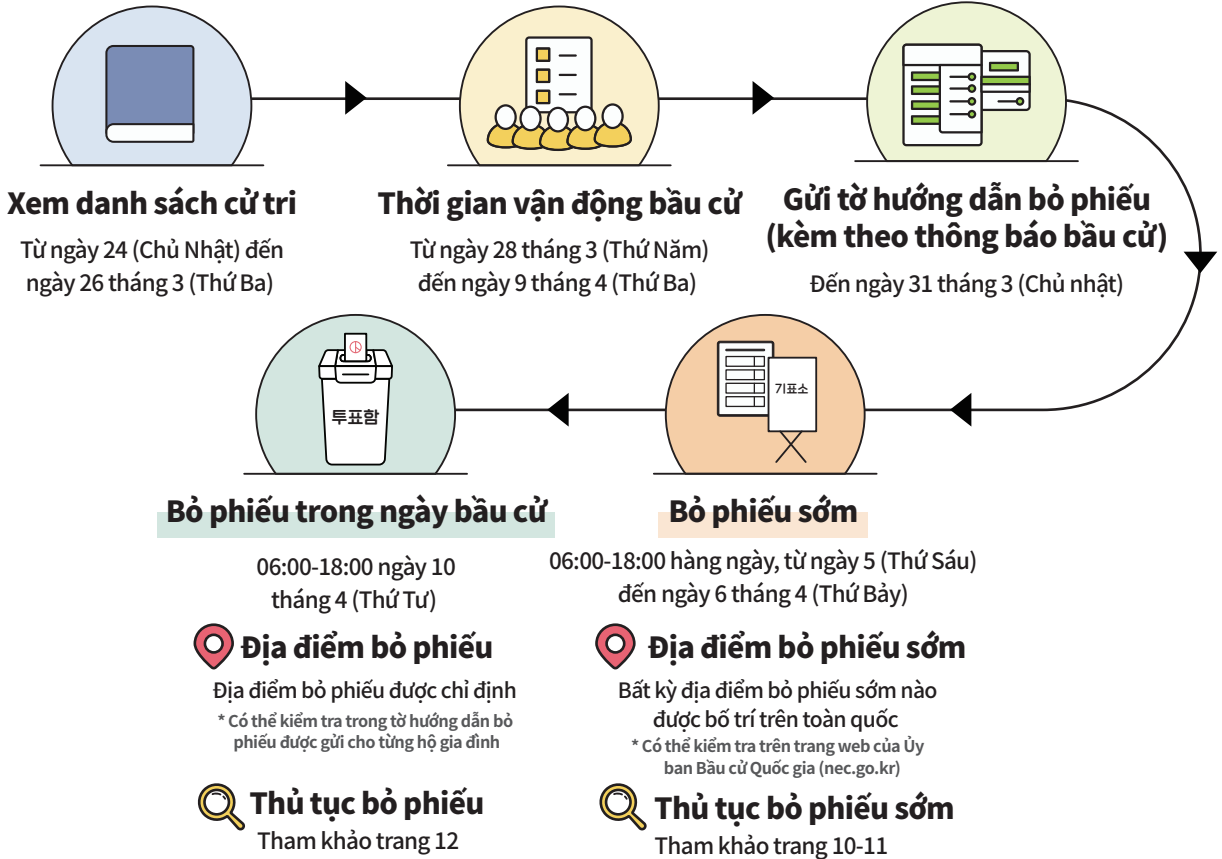 Xem danh sách cử tri
Từ ngày 24 (Chủ Nhật) đến
ngày 26 tháng 3 (Thứ Ba)
Thời gian vận động bầu cử
Từ ngày 28 tháng 3 (Thứ Năm)
đến ngày 9 tháng 4 (Thứ Ba)
Gửi tờ hướng dẫn bỏ phiếu
(kèm theo thông báo bầu cử)
Đến ngày 31 tháng 3 (Chủ nhật)
투표함
Bỏ phiếu trong ngày bầu cử
06:00-18:00 ngày 10
tháng 4 (Thứ Tư)
Địa điểm bỏ phiếu
Địa điểm bỏ phiếu được chỉ định
* Có thể kiểm tra trong tờ hướng dẫn bỏ
phiếu được gửi cho từng hộ gia đình
Thủ tục bỏ phiếu
Tham khảo trang 12
기표소
Bỏ phiếu sớm
06:00-18:00 hàng ngày, từ ngày 5 (Thứ Sáu)
đến ngày 6 tháng 4 (Thứ Bảy)
Địa điểm bỏ phiếu sớm
Bất kỳ địa điểm bỏ phiếu sớm nào
được bố trí trên toàn quốc
* Có thể kiểm tra trên trang web của Ủy
ban Bầu cử Quốc gia (nec.go.kr)
Thủ tục bỏ phiếu sớm
Tham khảo trang 10-11